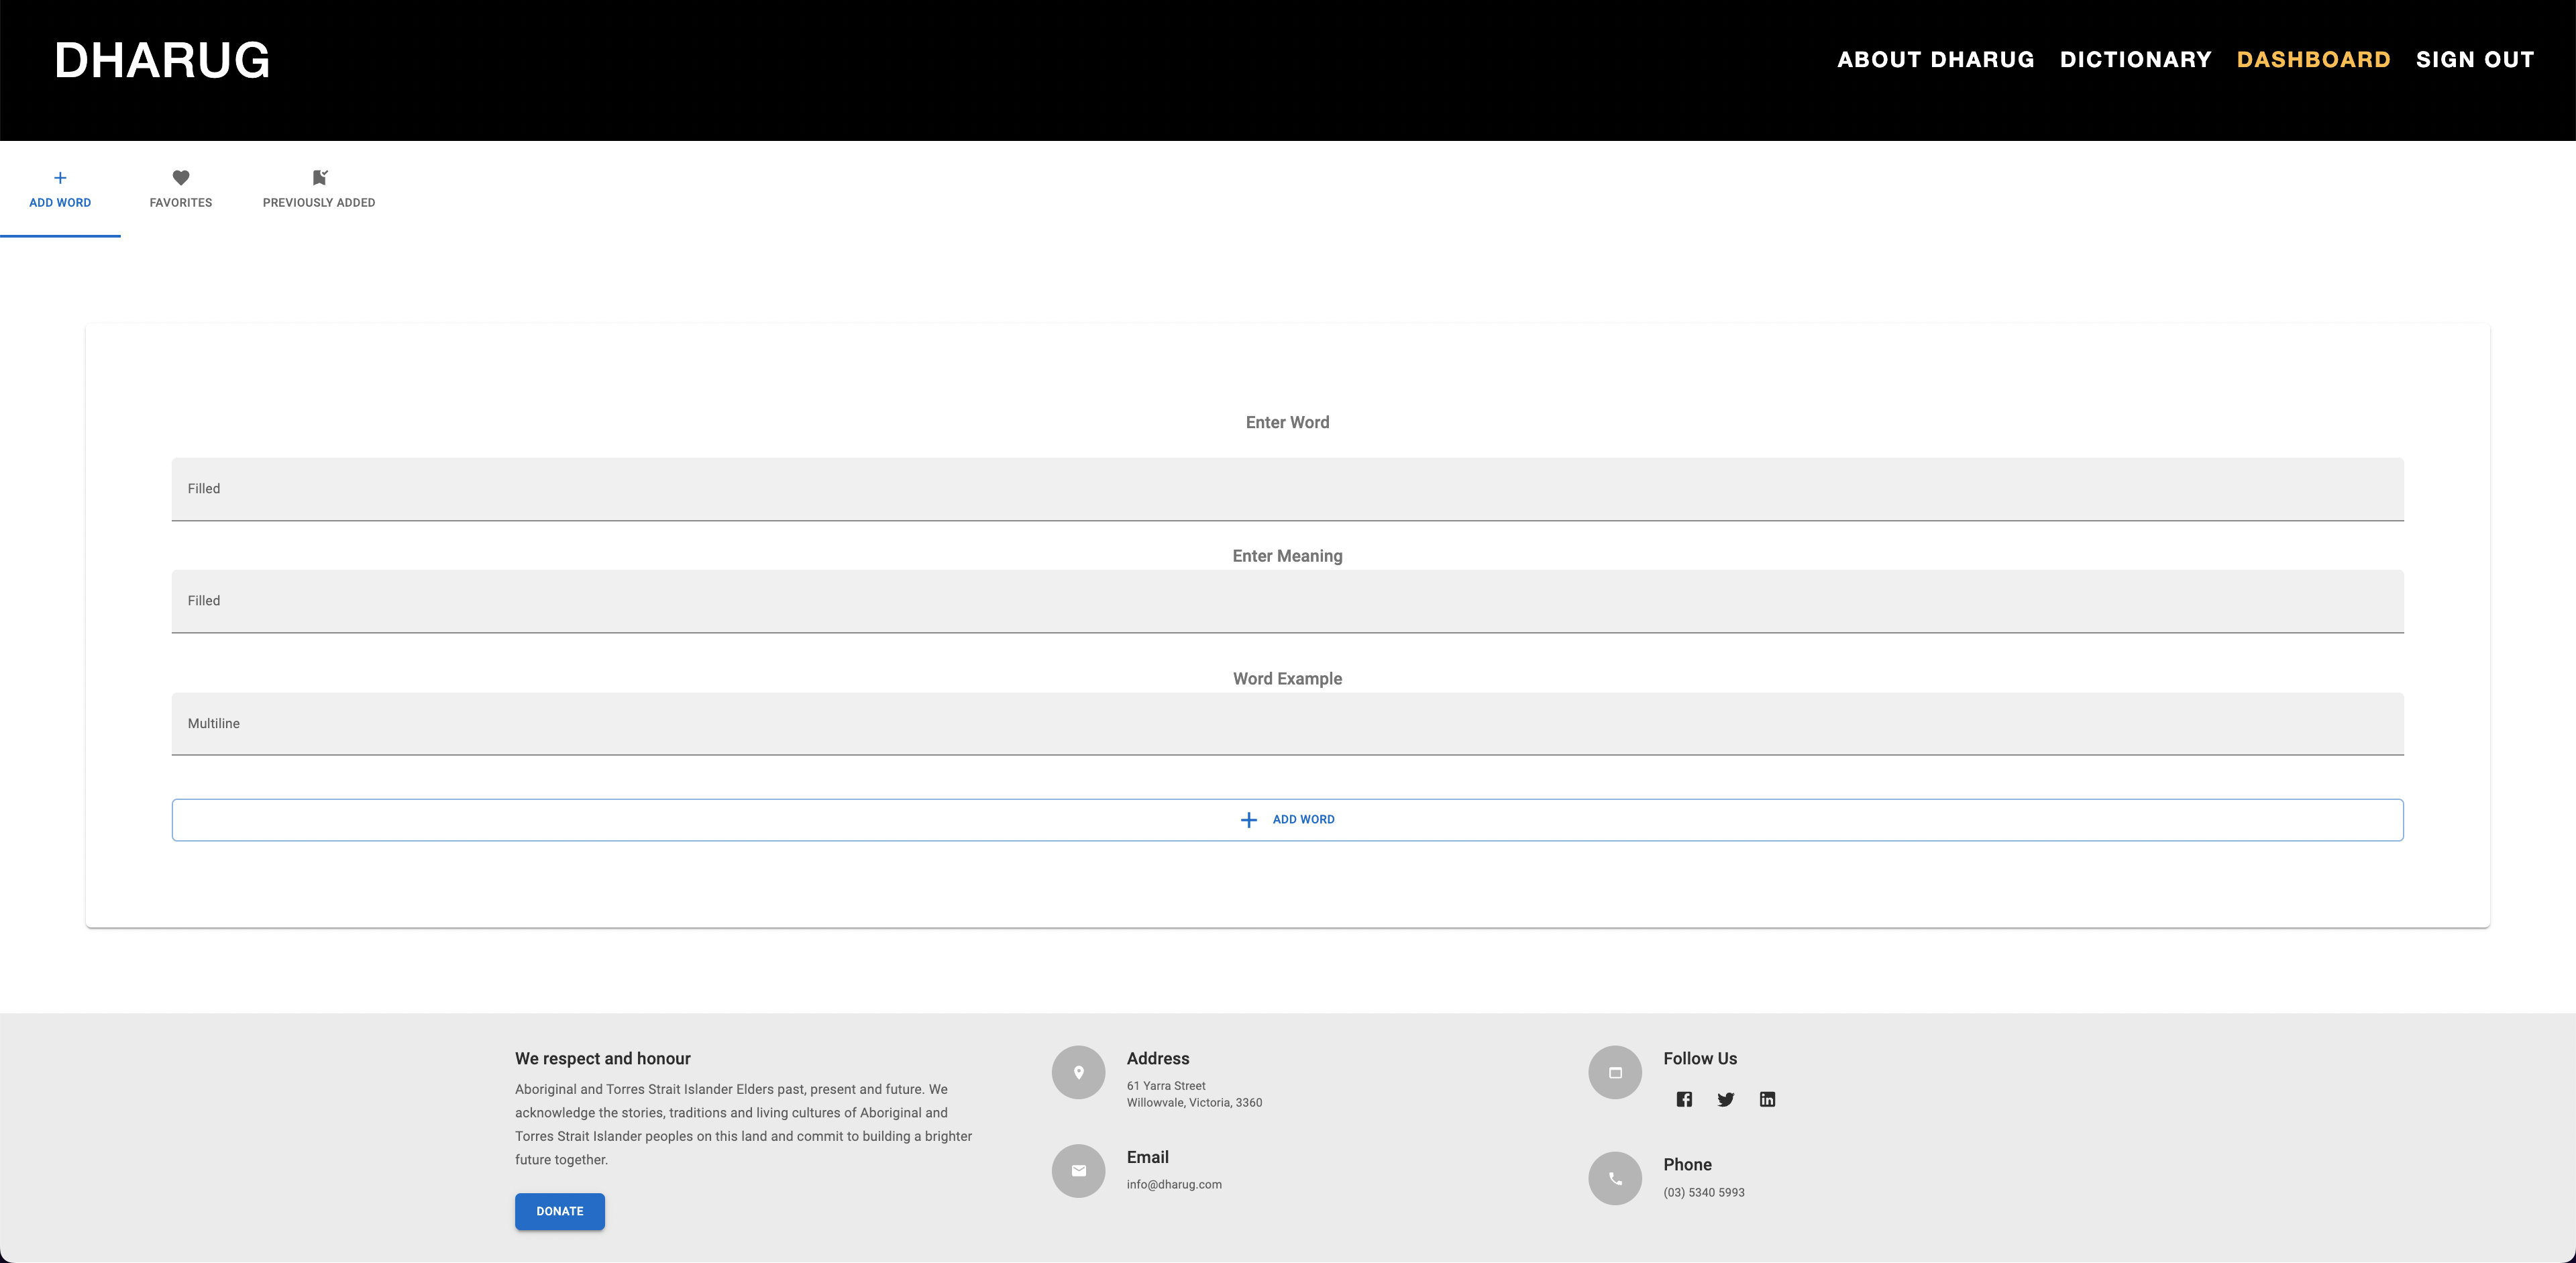 DHARUG
ABOUT DHARUG DICTIONARY DASHBOARD SIGN OUT
ADD WORD FAVORITES PREVIOUSLY ADDED
Enter Word
Filled
Enter Meaning
Filled
Word Example
Multiline
ADD WORD
We respect and honour
Aboriginal and Torres Strait Islander Elders past, present and future. We
acknowledge the stories, traditions and living cultures of Aboriginal and
Torres Strait Islander peoples on this land and commit to building a brighter
future together.
DONATE
Address
61 Yarra Street
Willowvale, Victoria, 3360
Email
info@dharug.com
Follow Us
Phone
(03) 5340 5993